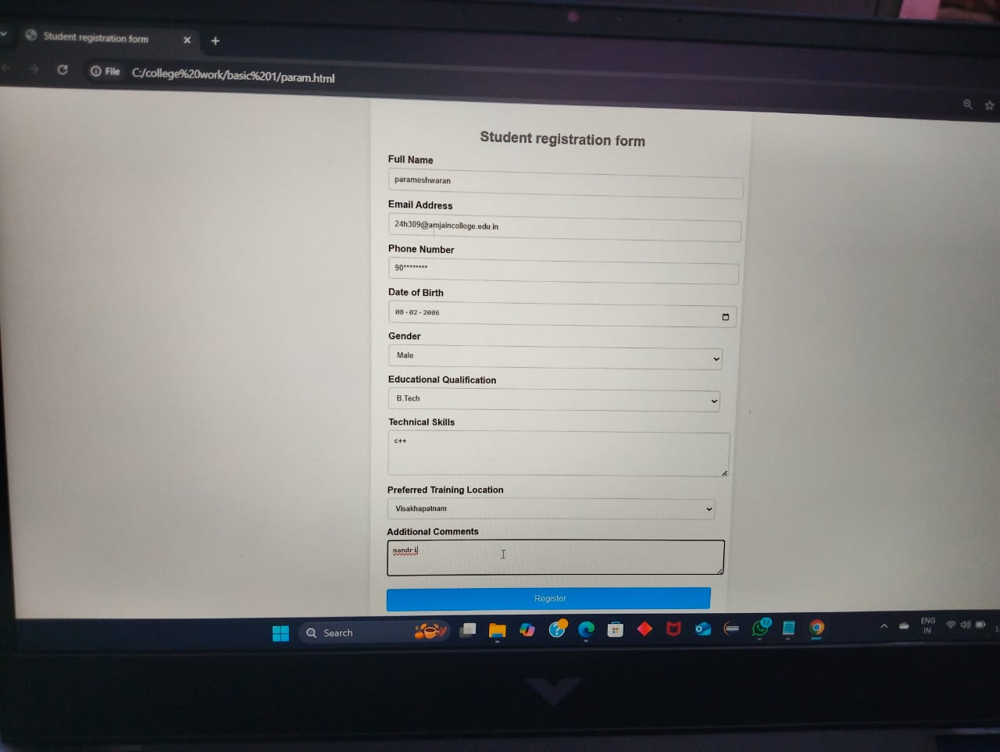 Student registration form
File C:/college%20work/basic%201/param.html
Student registration form
Full Name
parameshwaran
Email Address
24h309@amjaincollege.edu.in
Phone Number
90********
Date of Birth
08-02-2006
Gender
Male
Educational Qualification
B.Tech
Technical Skills
c++
Preferred Training Location
Visakhapatnam
Additional Comments
nandri
Register
Search
12
ENG
IN